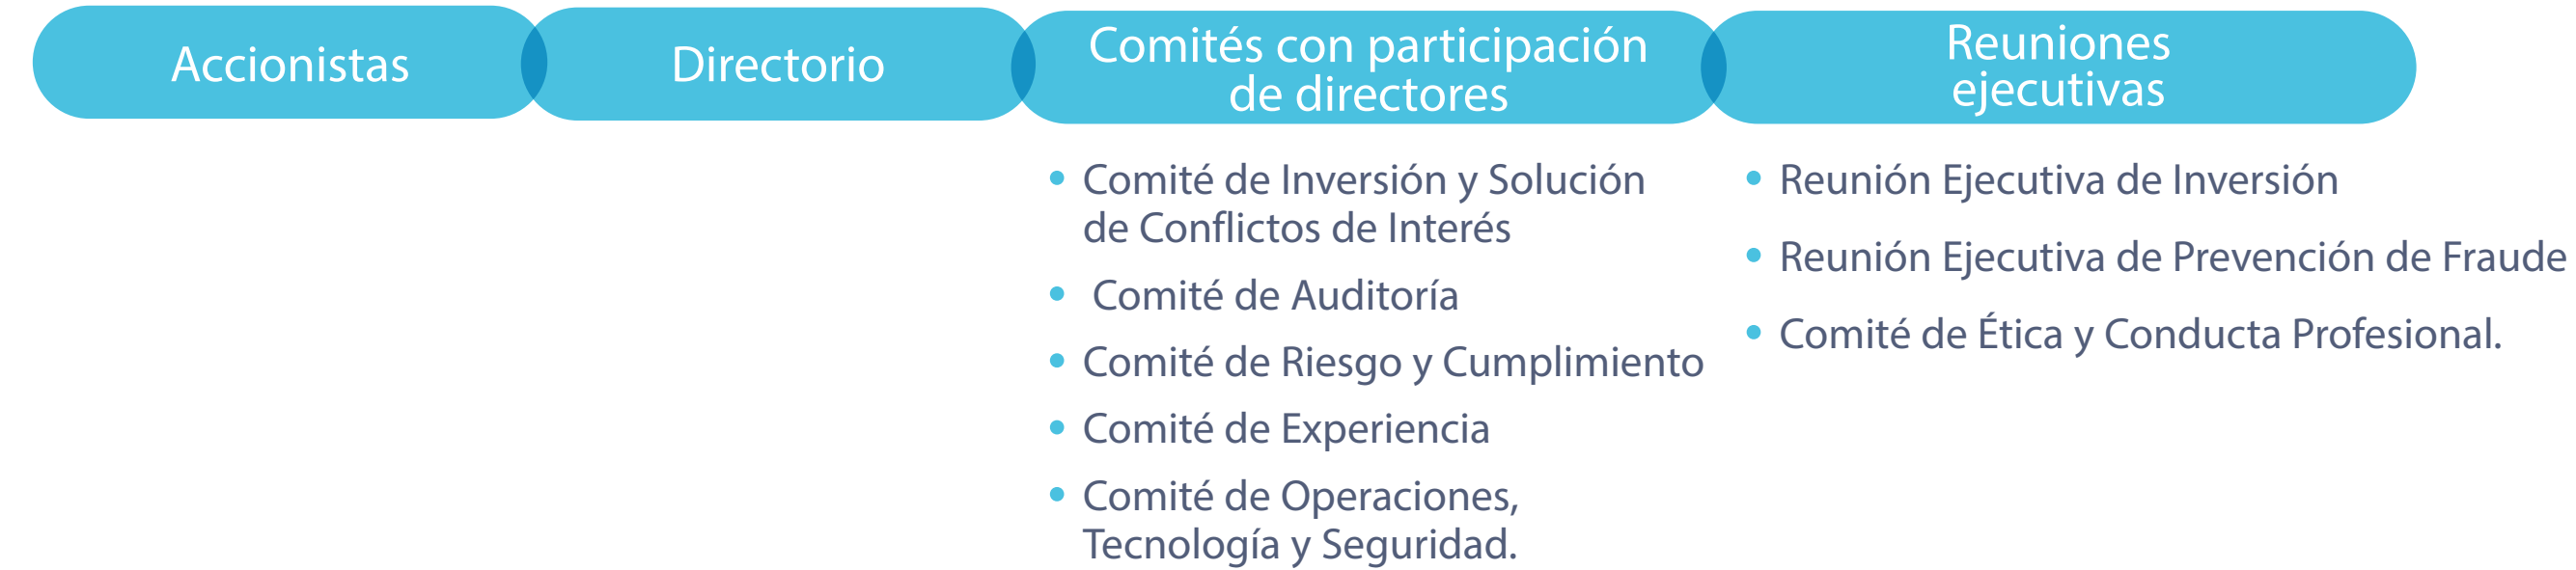 Accionistas
Directorio
Comités con participación
de directores
Reuniones
ejecutivas
• Comité de Inversión y Solución
de Conflictos de Interés
• Comité de Auditoría
• Comité de Riesgo y Cumplimiento
• Comité de Experiencia
• Comité de Operaciones,
Tecnología y Seguridad.
• Reunión Ejecutiva de Inversión
• Reunión Ejecutiva de Prevención de Fraude
• Comité de Ética y Conducta Profesional.